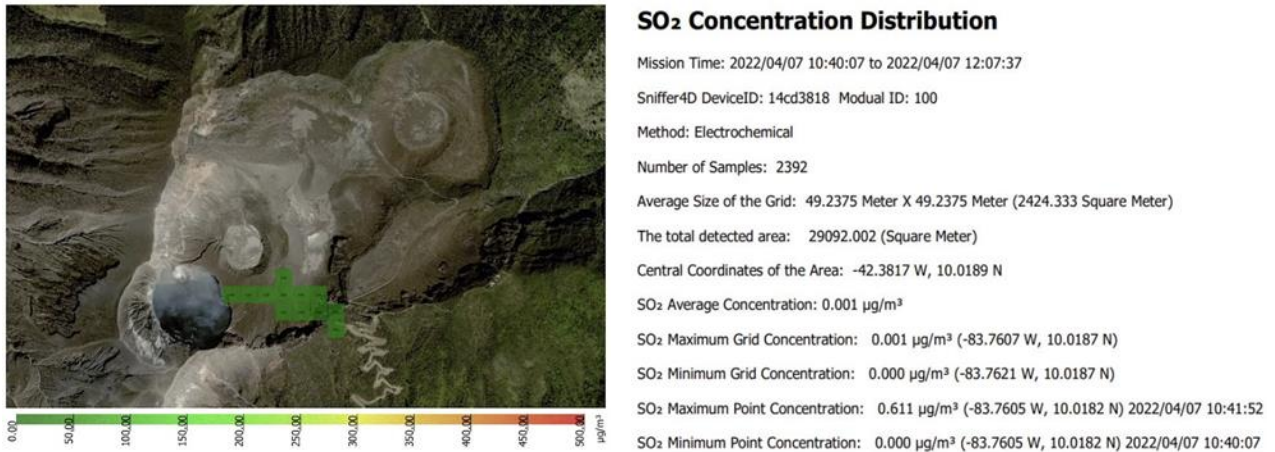 SO₂ Concentration Distribution
Mission Time: 2022/04/07 10:40:07 to 2022/04/07 12:07:37
Sniffer4D DeviceID: 14cd3818 Modual ID: 100
Method: Electrochemical
Number of Samples: 2392
Average Size of the Grid: 49.2375 Meter X 49.2375 Meter (2424.333 Square Meter)
The total detected area: 29092.002 (Square Meter)
Central Coordinates of the Area: -42.3817 W, 10.0189 N
SO₂ Average Concentration: 0.001 µg/m³
SO₂ Maximum Grid Concentration: 0.001 µg/m³ (-83.7607 W, 10.0187 N)
SO₂ Minimum Grid Concentration: 0.000 µg/m³ (-83.7621 W, 10.0187 N)
SO₂ Maximum Point Concentration: 0.611 µg/m³ (-83.7605 W, 10.0182 N) 2022/04/07 10:41:52
SO₂ Minimum Point Concentration: 0.000 µg/m³ (-83.7605 W, 10.0182 N) 2022/04/07 10:40:07
0.00 50.00 100.00 150.00 200.00 250.00 300.00 350.00 400.00 450.00 500.00 µg/m³